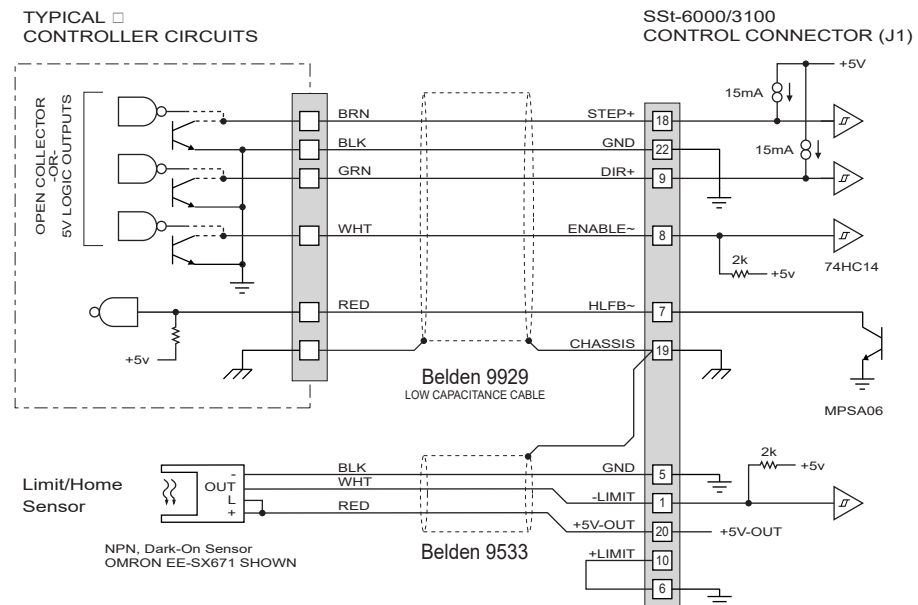 TYPICAL □
CONTROLLER CIRCUITS
SSt-6000/3100
CONTROL CONNECTOR (J1)
OPEN COLLECTOR
-OR-
5V LOGIC OUTPUTS
+5V
15mA
15mA
BRN
STEP+
18
BLK
GND
22
GRN
DIR+
9
WHT
ENABLE~
8
2k
+5v
74HC14
RED
HLFB~
7
+5v
CHASSIS
19
Belden 9929
LOW CAPACITANCE CABLE
MPSA06
Limit/Home
Sensor
-
OUT
L
+
BLK
WHT
RED
GND
5
-LIMIT
1
2k
+5v
+5V-OUT
20
+5V-OUT
+LIMIT
10
6
Belden 9533
NPN, Dark-On Sensor
OMRON EE-SX671 SHOWN